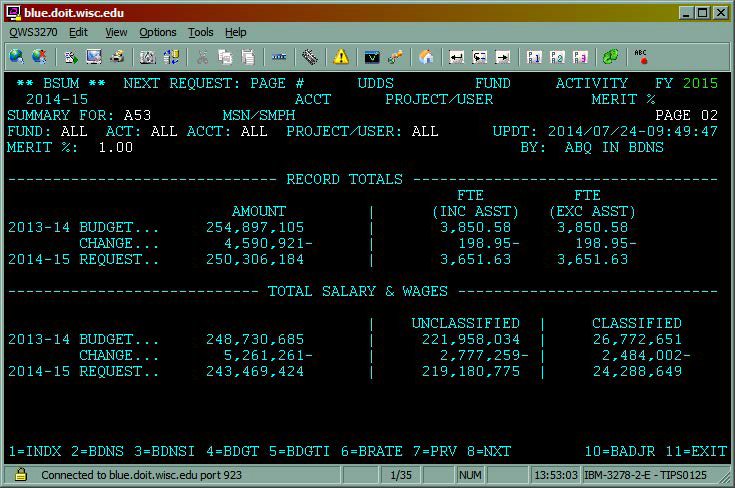 blue.doit.wisc.edu
QWS3270 Edit View Options Tools Help
PA1 PA2 PA3 ABC
** BSUM ** NEXT REQUEST: PAGE # UDDS FUND ACTIVITY FY 2015
2014-15 ACCT PROJECT/USER MERIT %
SUMMARY FOR: A53 MSN/SMPH PAGE 02
FUND: ALL ACT: ALL ACCT: ALL PROJECT/USER: ALL UPDT: 2014/07/24-09:49:47
MERIT %: 1.00 BY: ABQ IN BDNS
----------------------------- RECORD TOTALS ----------------------------------
FTE FTE
AMOUNT | (INC ASST) (EXC ASST)
2013-14 BUDGET... 254,897,105 | 3,850.58 3,850.58
CHANGE... 4,590,921- | 198.95- 198.95-
2014-15 REQUEST.. 250,306,184 | 3,651.63 3,651.63
--------------------------- TOTAL SALARY & WAGES -----------------------------
| UNCLASSIFIED | CLASSIFIED
2013-14 BUDGET... 248,730,685 | 221,958,034 | 26,772,651
CHANGE... 5,261,261- | 2,777,259- | 2,484,002-
2014-15 REQUEST.. 243,469,424 | 219,180,775 | 24,288,649
1=INDX 2=BDNS 3=BDNSI 4=BDGT 5=BDGTI 6=BRATE 7=PRV 8=NXT 10=BADJR 11=EXIT
Connected to blue.doit.wisc.edu port 923 1/35 NUM 13:53:03 IBM-3278-2-E - TIPS0125